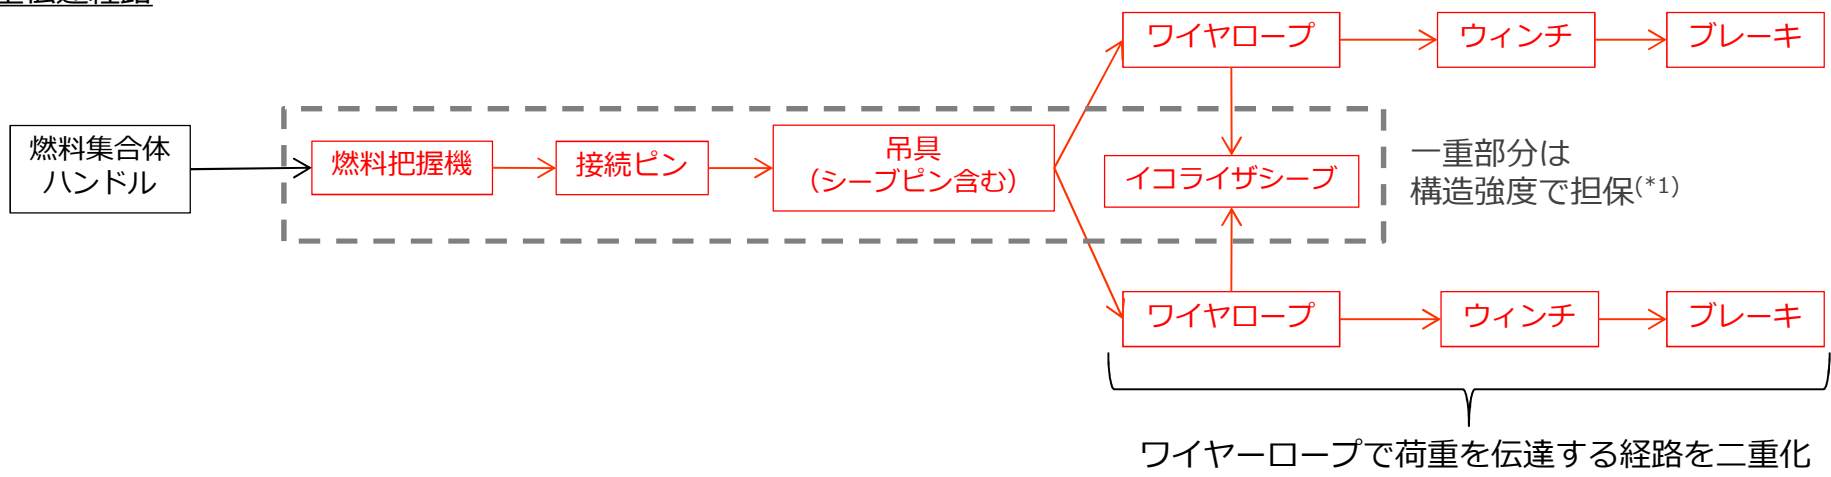 ワイヤロープ
ウィンチ
ブレーキ
燃料集合体
ハンドル
燃料把握機
接続ピン
吊具
（シーブピン含む）
イコライザシーブ
一重部分は
構造強度で担保(*1)
ワイヤロープ
ウィンチ
ブレーキ
ワイヤーロープで荷重を伝達する経路を二重化